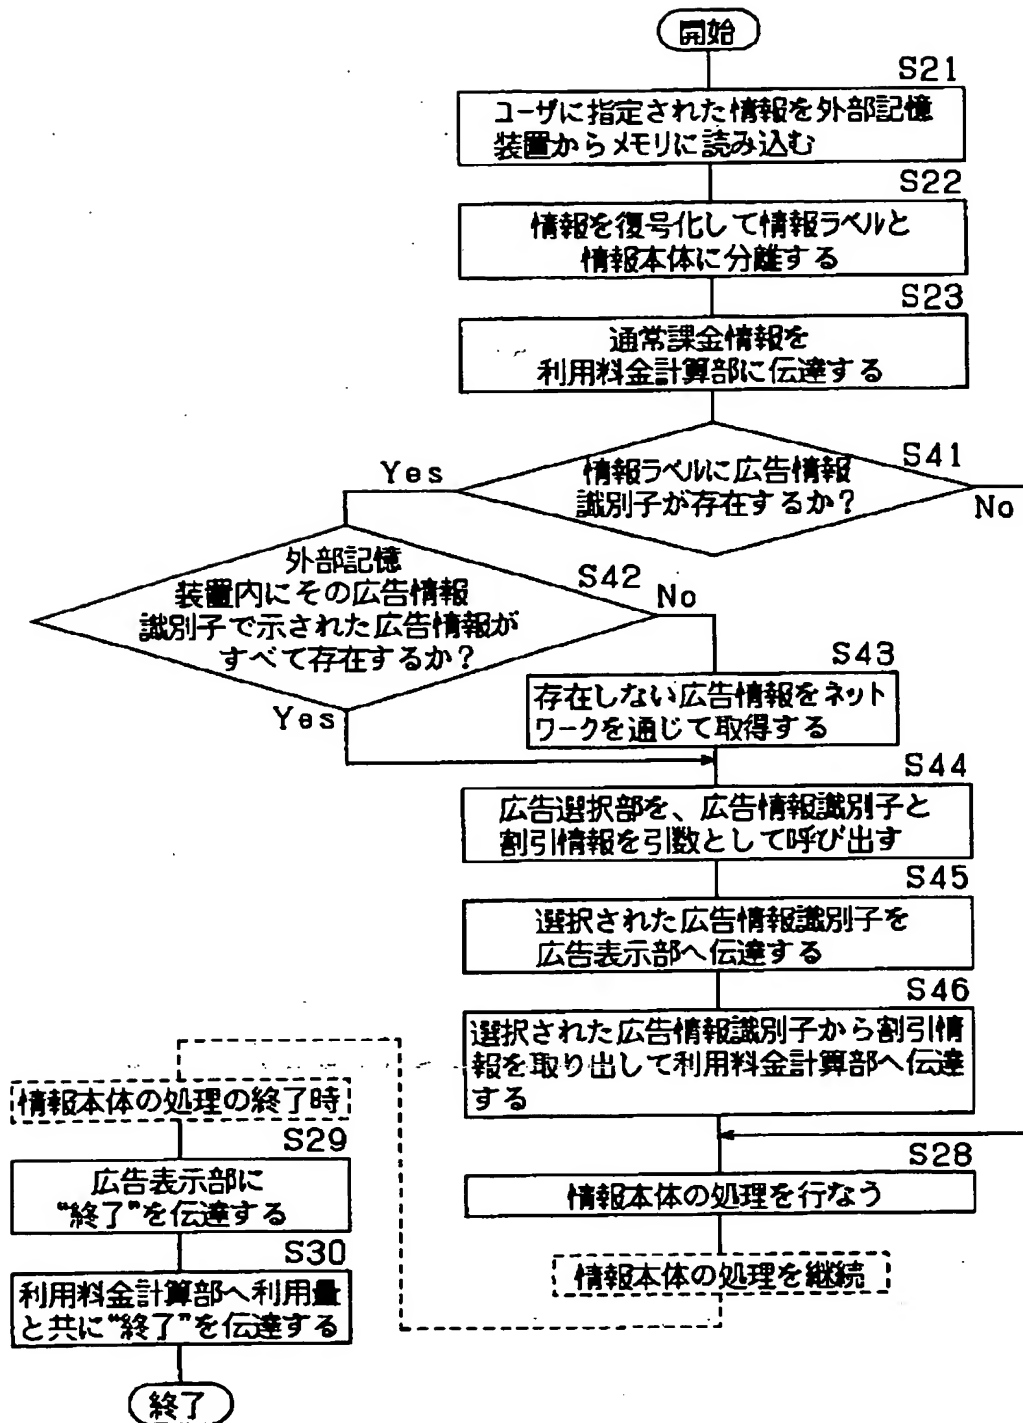 開始
S21
ユーザに指定された情報を外部記憶
装置からメモリに読み込む
S22
情報を復号化して情報ラベルと
情報本体に分離する
S23
通常課金情報を
利用料金計算部に伝達する
S41
情報ラベルに広告情報
識別子が存在するか?
Yes
No
外部記憶
装置内にその広告情報
識別子で示された広告情報が
すべて存在するか?
S42
No
Yes
S43
存在しない広告情報をネット
ワークを通じて取得する
S44
広告選択部を、広告情報識別子と
割引情報を引数として呼び出す
S45
選択された広告情報識別子を
広告表示部へ伝達する
S46
選択された広告情報識別子から割引情
報を取り出して利用料金計算部へ伝達
する
S28
情報本体の処理を行なう
情報本体の処理を継続
情報本体の処理の終了時
S29
広告表示部に
“終了”を伝達する
S30
利用料金計算部へ利用量
と共に“終了”を伝達する
終了